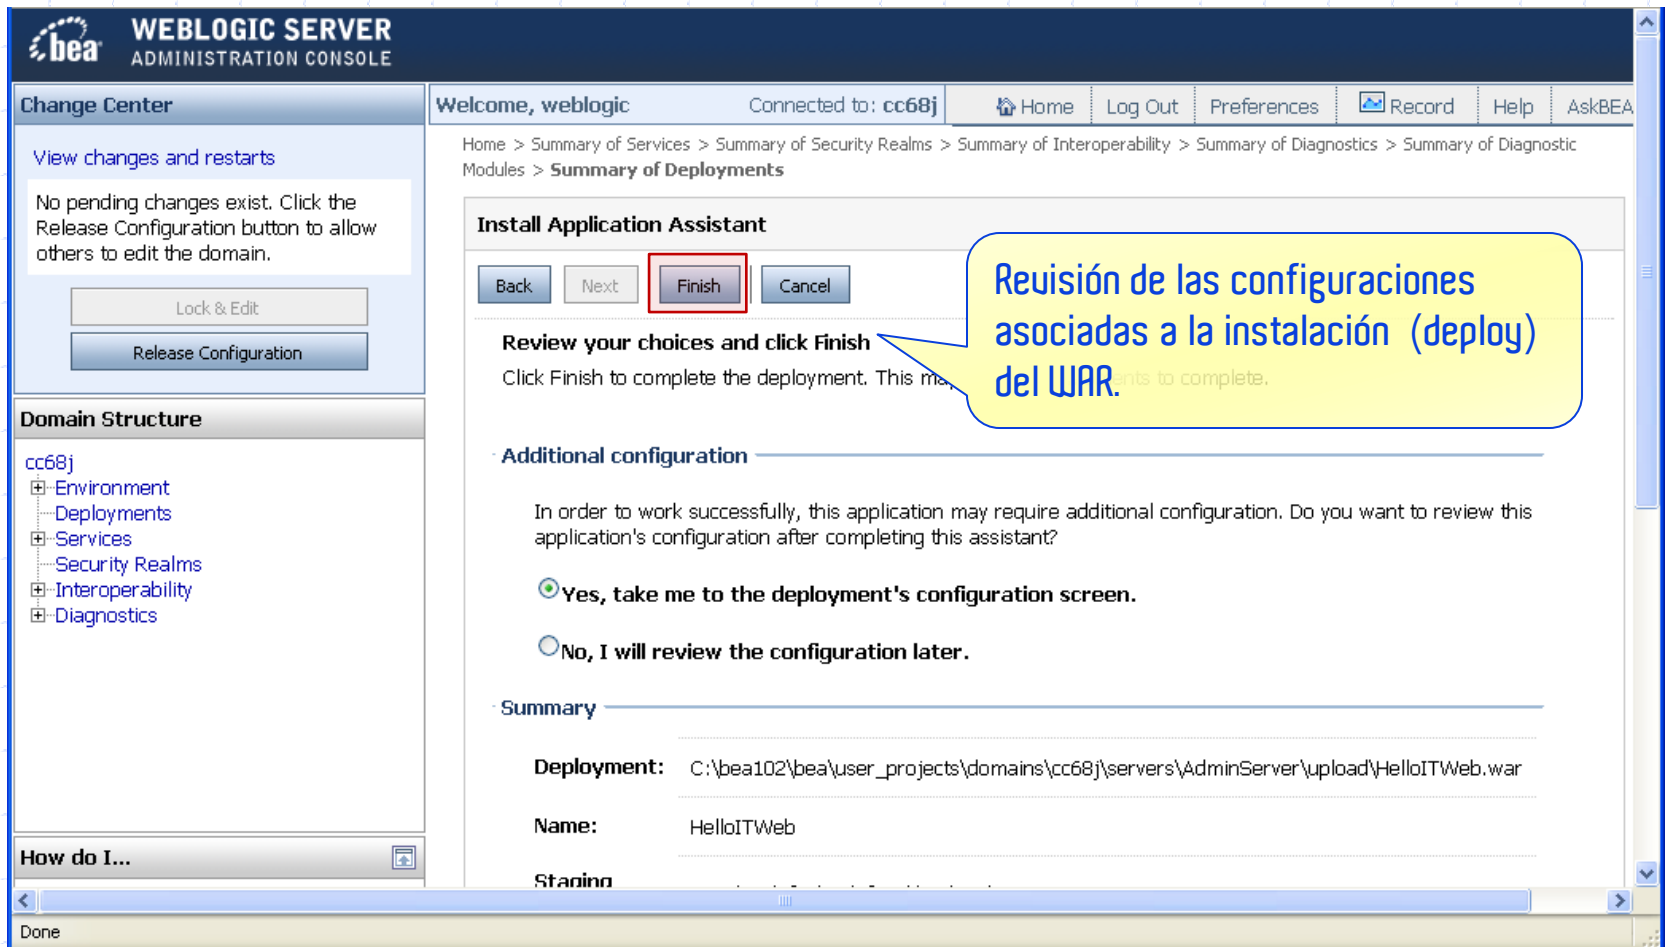 bea
WEBLOGIC SERVER
ADMINISTRATION CONSOLE
Change Center
View changes and restarts
No pending changes exist. Click the
Release Configuration button to allow
others to edit the domain.
Lock & Edit
Release Configuration
Domain Structure
cc68j
Environment
Deployments
Services
Security Realms
Interoperability
Diagnostics
How do I...
Welcome, weblogic
Connected to: cc68j
Home
Log Out
Preferences
Record
Help
AskBEA
Home > Summary of Services > Summary of Security Realms > Summary of Interoperability > Summary of Diagnostics > Summary of Diagnostic
Modules > Summary of Deployments
Install Application Assistant
Back
Next
Finish
Cancel
Revisión de las configuraciones
asociadas a la instalación (deploy)
del WAR.
Review your choices and click Finish
Click Finish to complete the deployment. This to complete.
Additional configuration
In order to work successfully, this application may require additional configuration. Do you want to review this
application's configuration after completing this assistant?
Yes, take me to the deployment's configuration screen.
No, I will review the configuration later.
Summary
Deployment: C:\bea102\bea\user_projects\domains\cc68j\servers\AdminServer\upload\HelloITWeb.war
Name: HelloITWeb
Staging
Done